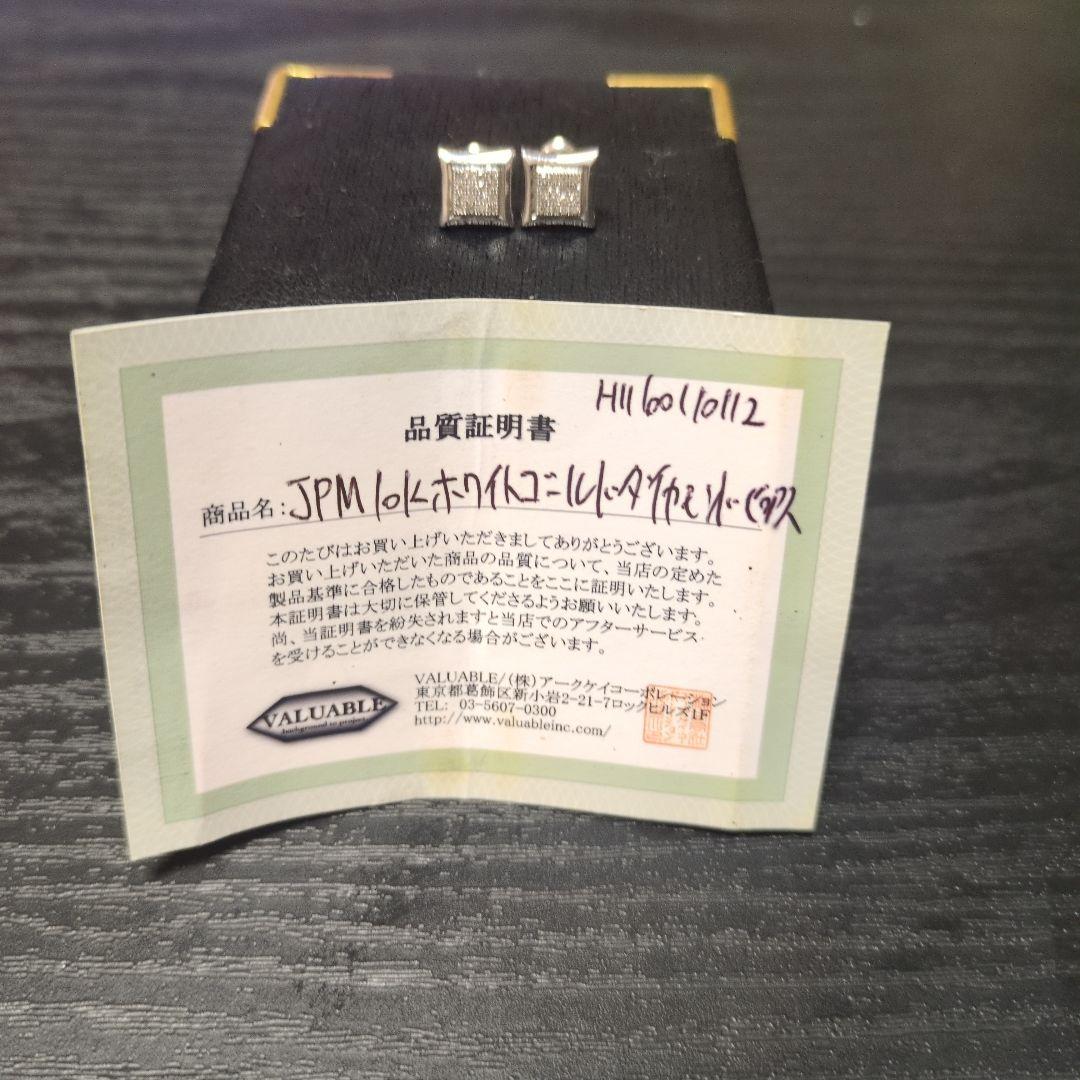 H1160110112
品質証明書
商品名:JPM 10Kホワイトゴールドダイヤモンドピアス
このたびはお買い上げいただきましてありがとうございます。
お買い上げいただいた商品の品質について、当店の定めた
製品基準に合格したものであることをここに証明いたします。
本証明書は大切に保管してくださるようお願いいたします。
尚、当証明書を紛失されますと当店でのアフターサービス
を受けることができなくなる場合がございます。
VALUABLE
background to project
VALUABLE/(株)アークケイコーポレーション
東京都葛飾区新小岩2-21-7ロックヒルズ1F
TEL: 03-5607-0300
http://www.valuableinc.com/